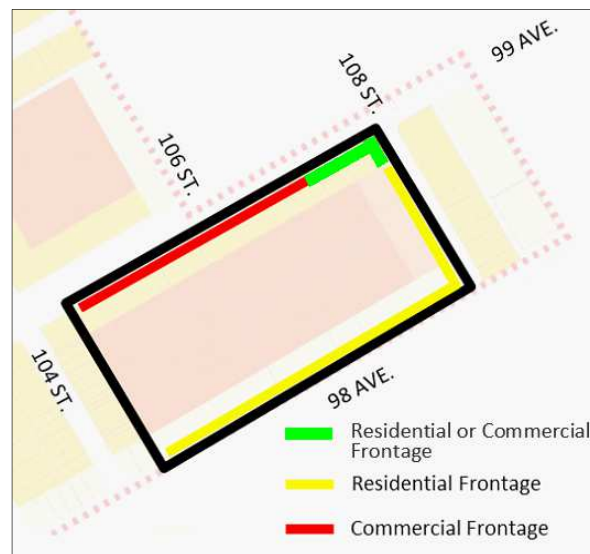 99 AVE.
108 ST.
106 ST.
104 ST.
98 AVE.
Residential or Commercial
Frontage
Residential Frontage
Commercial Frontage